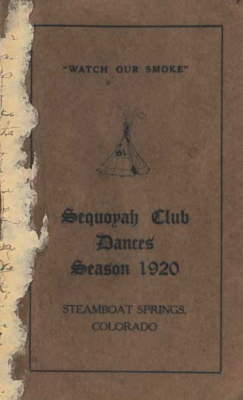 "WATCH OUR SMOKE"
Sequoyah Club
Dances
Season 1920
STEAMBOAT SPRINGS,
COLORADO